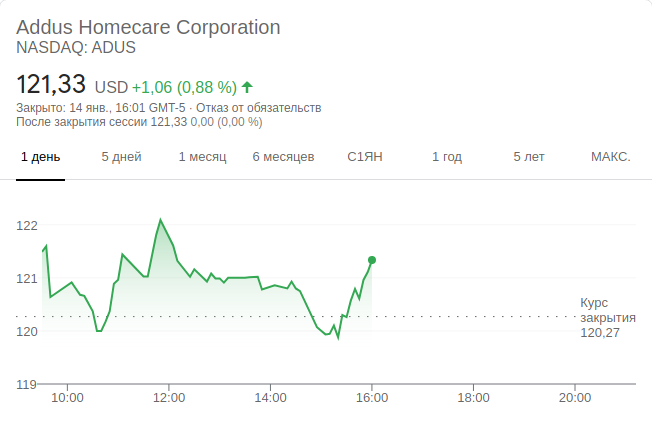 Addus Homecare Corporation
NASDAQ: ADUS
121,33 USD +1,06 (0,88 %)
Закрыто: 14 янв., 16:01 GMT-5 · Отказ от обязательств
После закрытия сессии 121,33 0,00 (0,00 %)
1 день 5 дней 1 месяц 6 месяцев С1ЯН 1 год 5 лет МАКС.
122
121
120
119
Курс
закрытия
120,27
10:00 12:00 14:00 16:00 18:00 20:00